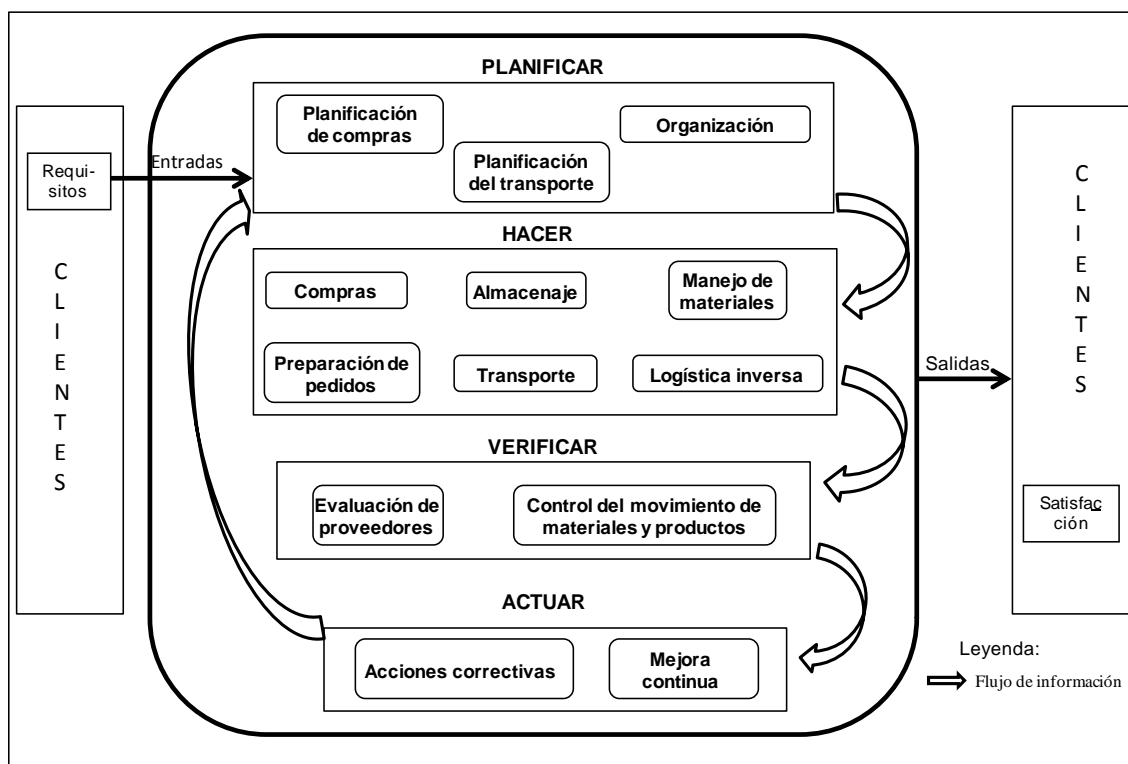 PLANIFICAR
Planificación
de compras
Organización
Planificación
del transporte
Entradas
Requi-
sitos
C
L
I
E
N
T
E
S
HACER
Compras
Almacenaje
Manejo de
materiales
Preparación de
pedidos
Transporte
Logística inversa
VERIFICAR
Evaluación de
proveedores
Control del movimiento de
materiales y productos
ACTUAR
Acciones correctivas
Mejora
continua
Salidas
C
L
I
E
N
T
E
S
Satisfac
ción
Leyenda:
Flujo de información